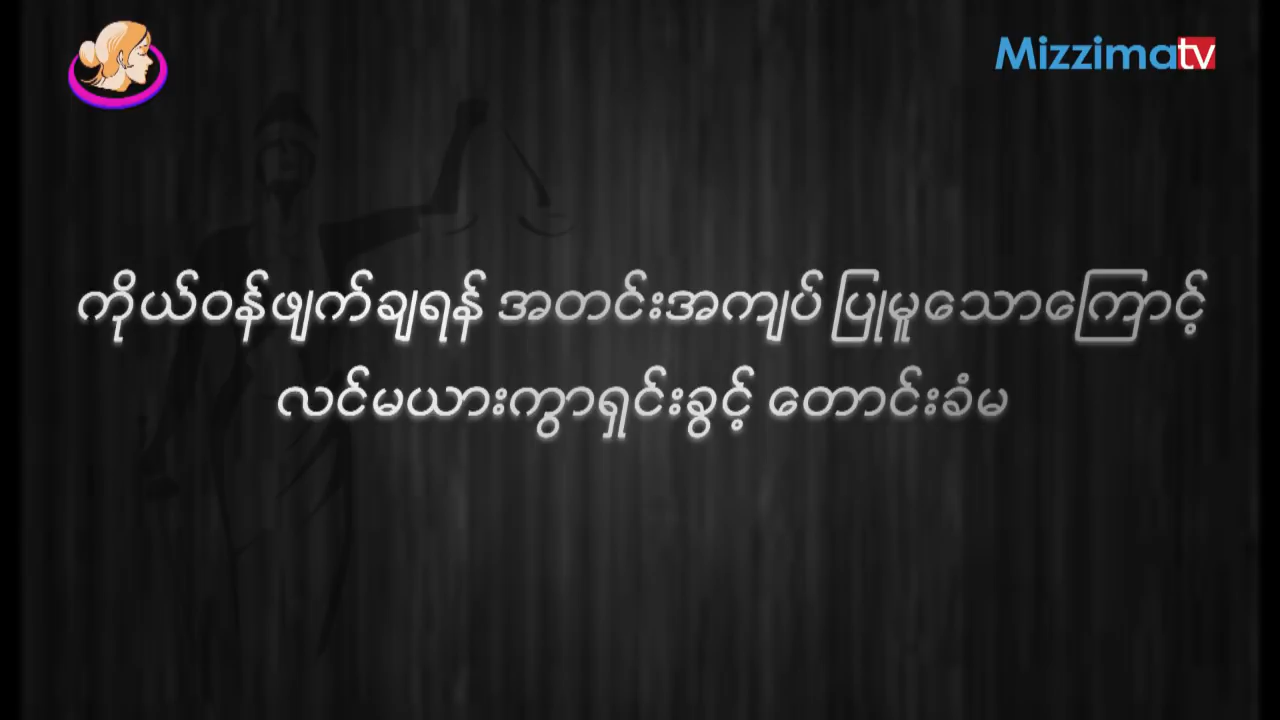 Mizzimatv
ကိုယ်ဝန်ဖျက်ချရန် အတင်းအကျပ် ပြုမူသောကြောင့်
လင်မယားကွာရှင်းခွင့် တောင်းခံမ